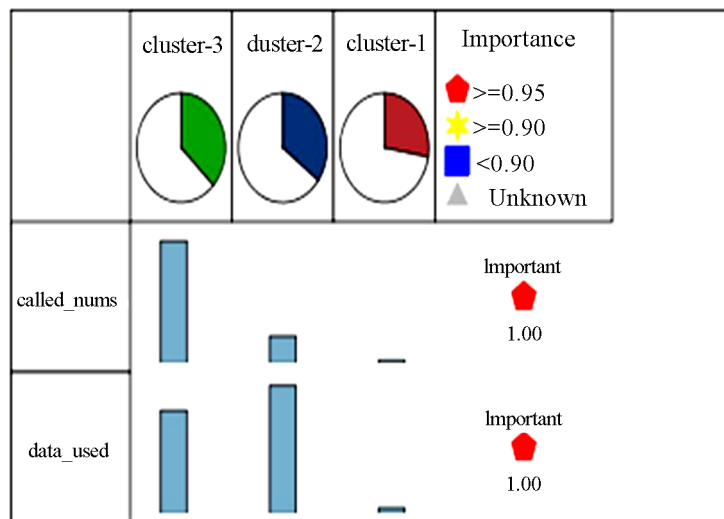 cluster-3
duster-2
cluster-1
Importance
>=0.95
>=0.90
<0.90
Unknown
called_nums
lmportant
1.00
data_used
lmportant
1.00